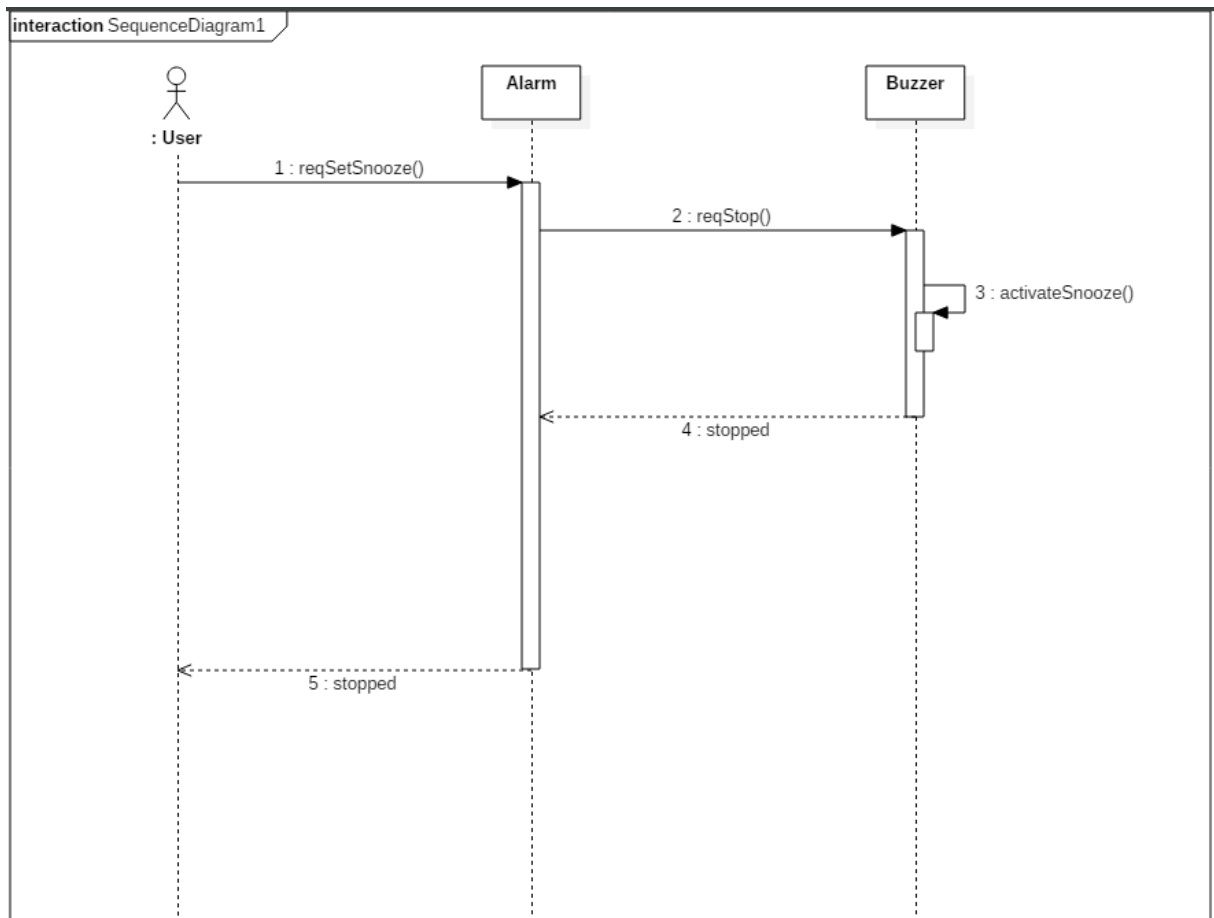 interaction SequenceDiagram1
Alarm
Buzzer
: User
1 : reqSetSnooze()
2 : reqStop()
3 : activateSnooze()
4 : stopped
5 : stopped